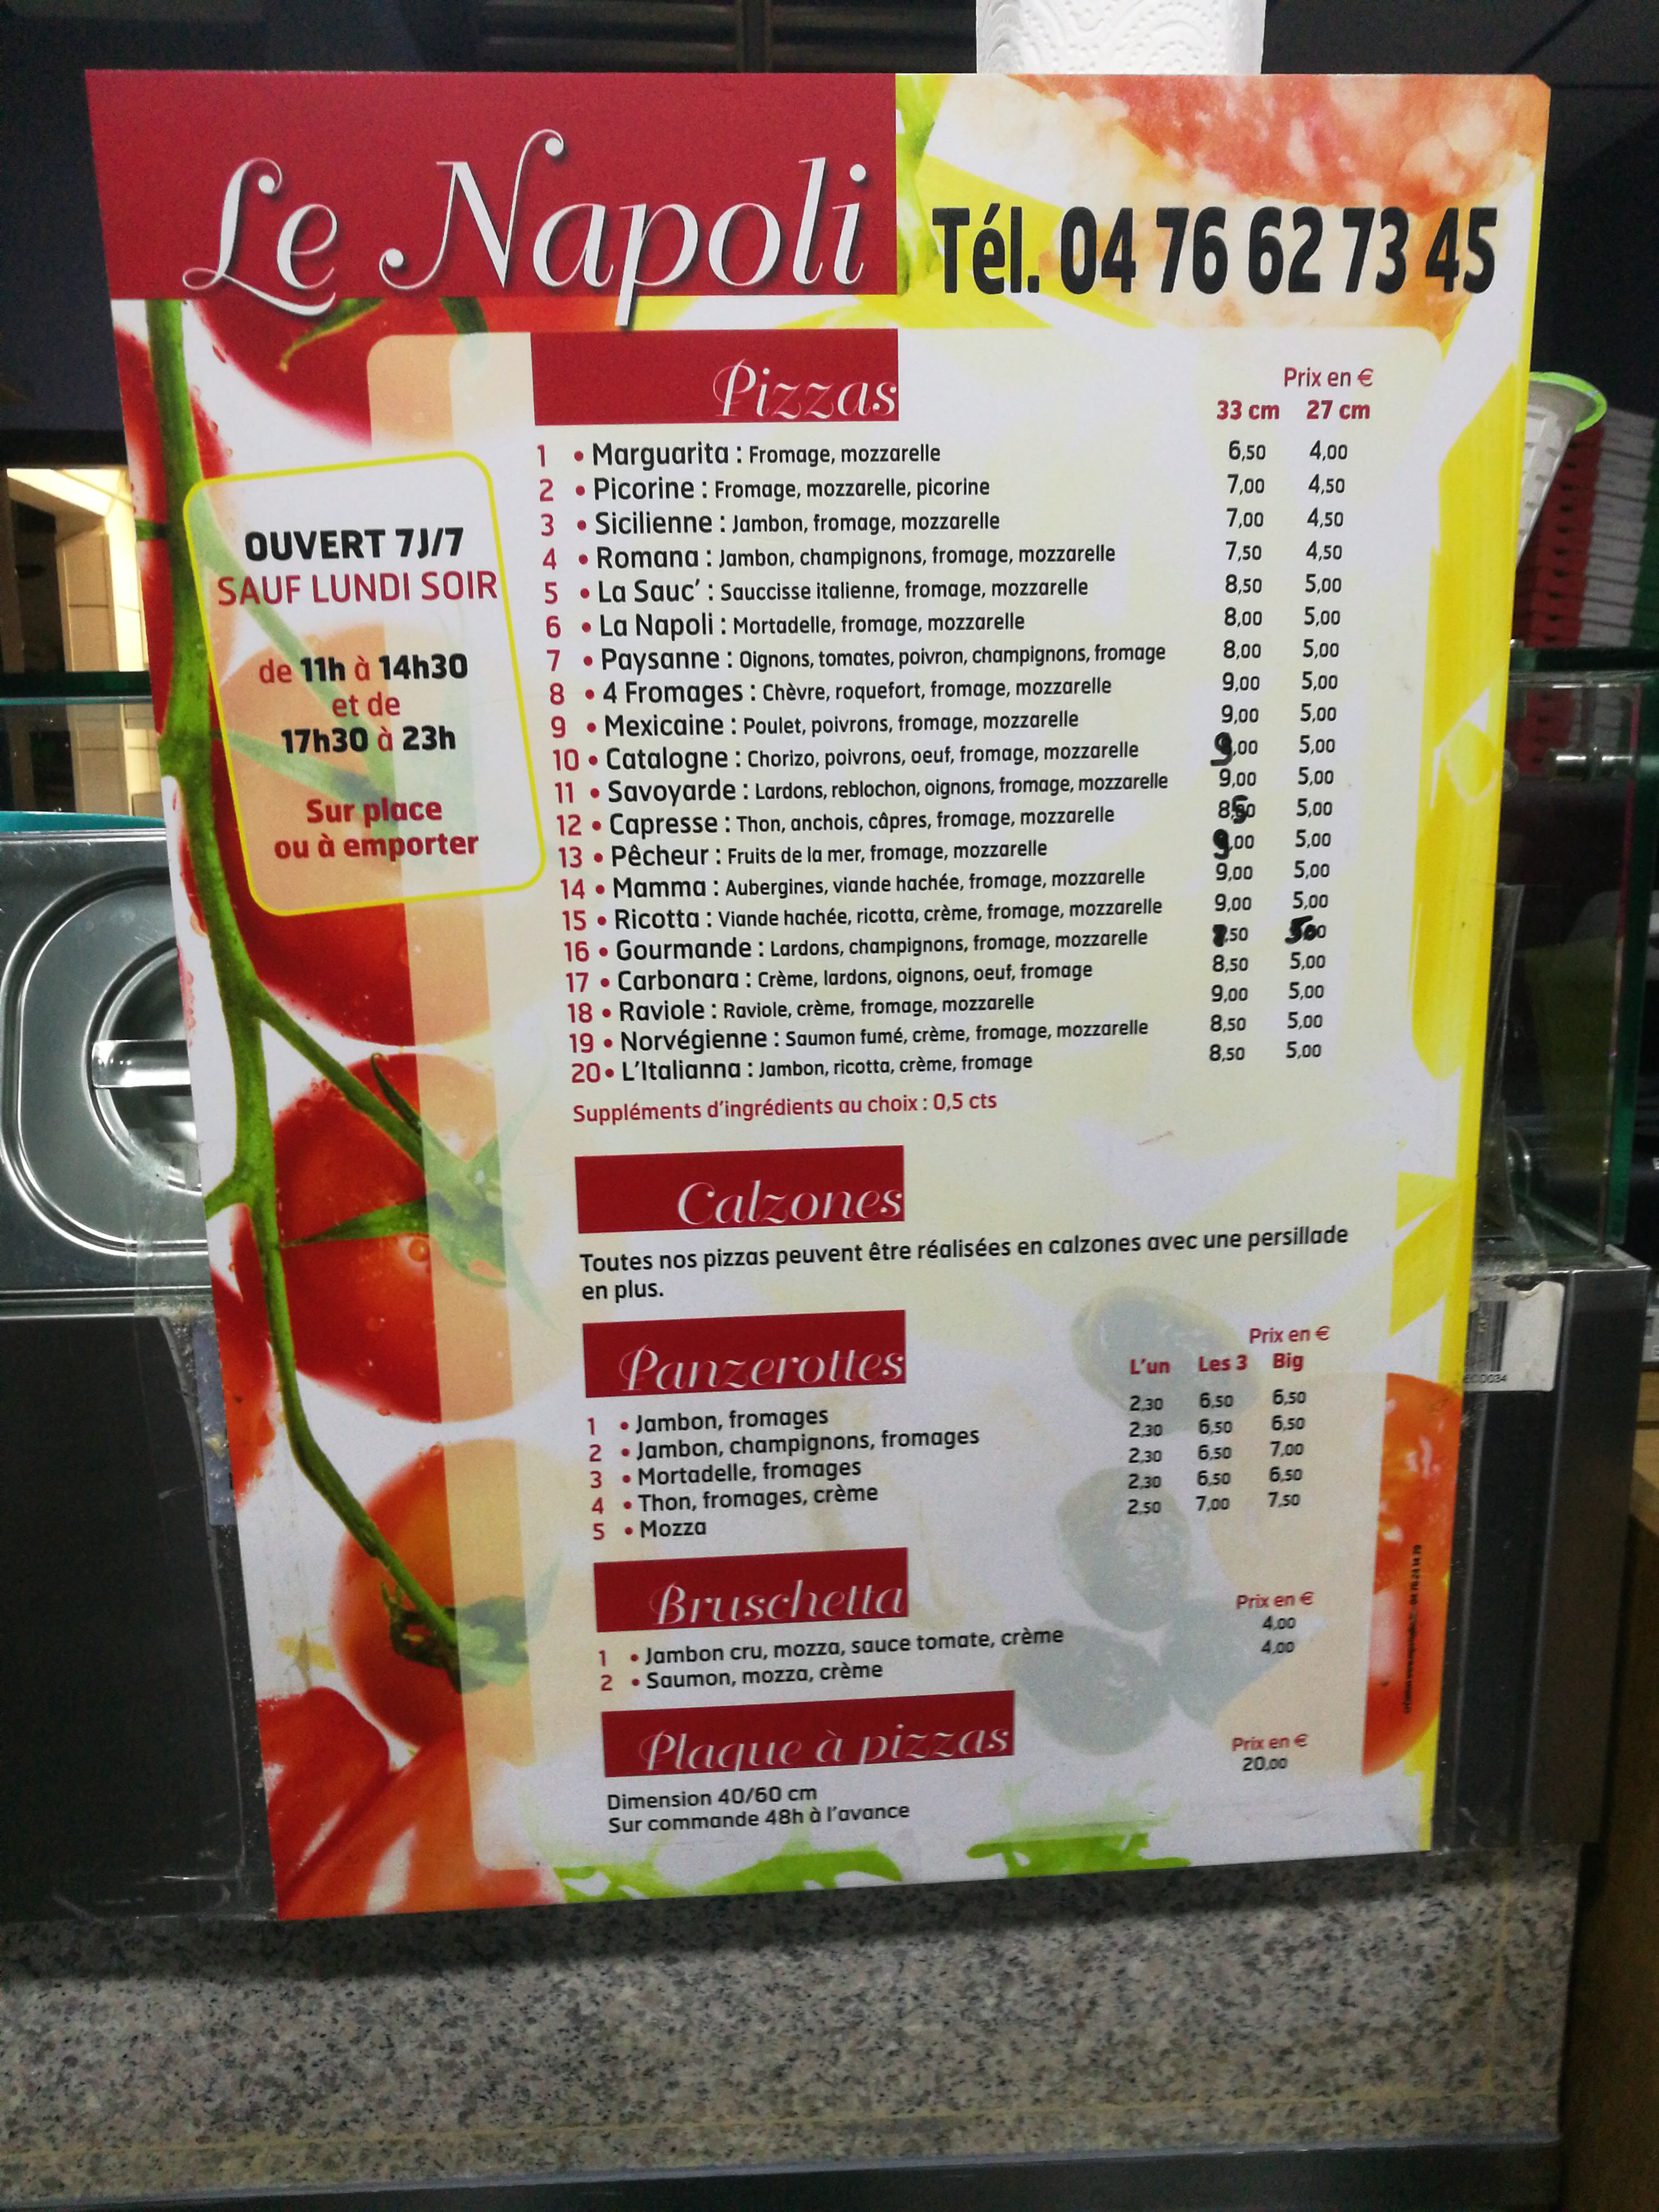 Le Napoli
Tél. 04 76 62 73 45
OUVERT 7J/7
SAUF LUNDI SOIR
de 11h à 14h30
et de
17h30 à 23h
Sur place
ou à emporter
Pizzas
Prix en €
33 cm 27 cm
1 • Marguarita : Fromage, mozzarelle 6,50 4,00
2 • Picorine : Fromage, mozzarelle, picorine 7,00 4,50
3 • Sicilienne : Jambon, fromage, mozzarelle 7,00 4,50
4 • Romana : Jambon, champignons, fromage, mozzarelle 7,50 4,50
5 • La Sauc' : Sauccisse italienne, fromage, mozzarelle 8,50 5,00
6 • La Napoli : Mortadelle, fromage, mozzarelle 8,00 5,00
7 • Paysanne : Oignons, tomates, poivron, champignons, fromage 8,00 5,00
8 • 4 Fromages : Chèvre, roquefort, fromage, mozzarelle 9,00 5,00
9 • Mexicaine : Poulet, poivrons, fromage, mozzarelle 9,00 5,00
10 • Catalogne : Chorizo, poivrons, oeuf, fromage, mozzarelle 9,00 5,00
11 • Savoyarde : Lardons, reblochon, oignons, fromage, mozzarelle 9,00 5,00
12 • Capresse : Thon, anchois, câpres, fromage, mozzarelle 8,50 5,00
13 • Pêcheur : Fruits de la mer, fromage, mozzarelle 9,00 5,00
14 • Mamma : Aubergines, viande hachée, fromage, mozzarelle 9,00 5,00
15 • Ricotta : Viande hachée, ricotta, crème, fromage, mozzarelle 9,00 5,00
16 • Gourmande : Lardons, champignons, fromage, mozzarelle 5,00
17 • Carbonara : Crème, lardons, oignons, oeuf, fromage 8,50 5,00
18 • Raviole : Raviole, crème, fromage, mozzarelle 9,00 5,00
19 • Norvégienne : Saumon fumé, crème, fromage, mozzarelle 8,50 5,00
20 • L'Italianna : Jambon, ricotta, crème, fromage 8,50 5,00
Suppléments d'ingrédients au choix : 0,5 cts
Calzones
Toutes nos pizzas peuvent être réalisées en calzones avec une persillade
en plus.
Panzerottes
Prix en €
L'un Les 3 Big
1 • Jambon, fromages 2,30 6,50 6,50
2 • Jambon, champignons, fromages 2,30 6,50 6,50
3 • Mortadelle, fromages 2,30 6,50 7,00
4 • Thon, fromages, crème 2,30 6,50 6,50
5 • Mozza 2,50 7,00 7,50
Bruschetta
Prix en €
1 • Jambon cru, mozza, sauce tomate, crème 4,00
2 • Saumon, mozza, crème 4,00
Plaque à pizzas
Prix en €
20,00
Dimension 40/60 cm
Sur commande 48h à l'avance